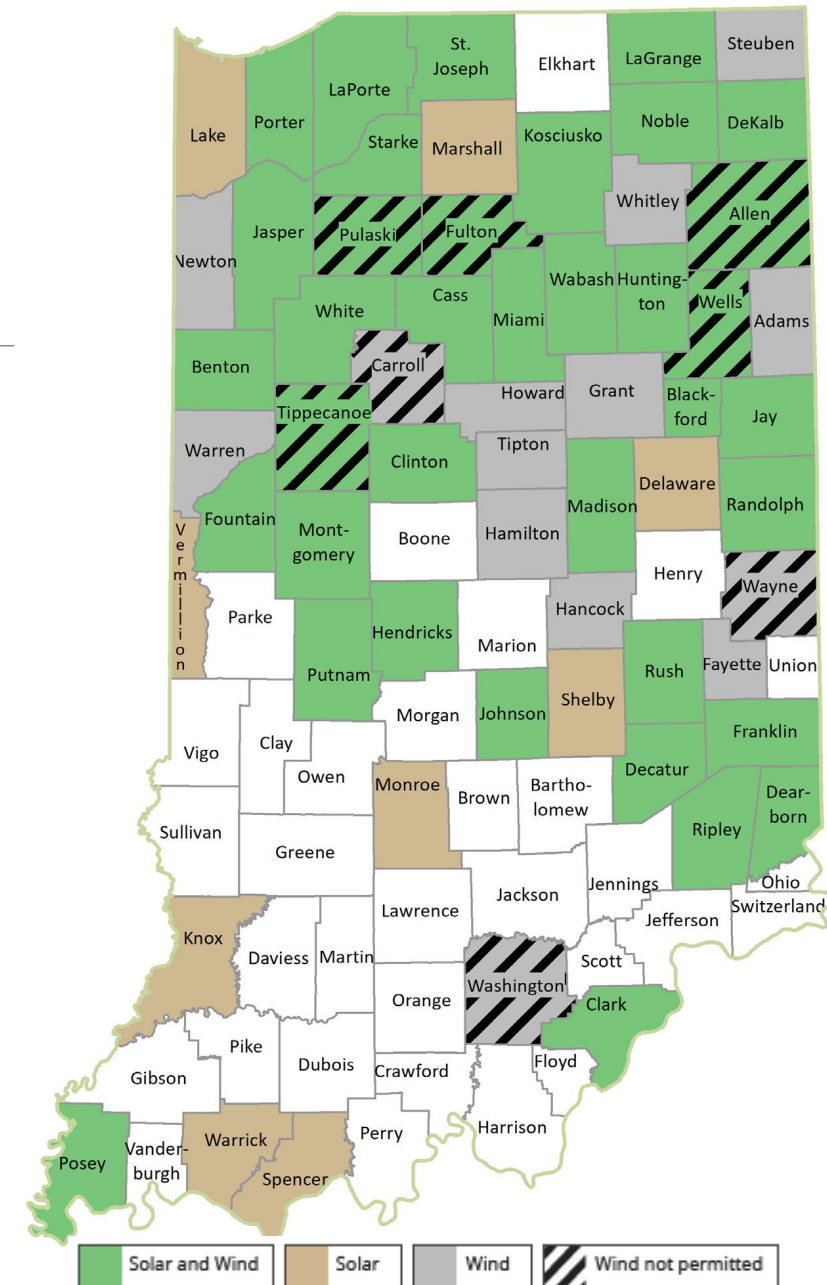 St.
Joseph
Elkhart
LaGrange
Steuben
LaPorte
Lake
Porter
Starke
Marshall
Kosciusko
Noble
DeKalb
Whitley
Allen
Newton
Jasper
Pulaski
Fulton
Wabash
Hunting-
ton
Wells
Adams
White
Cass
Miami
Benton
Carroll
Howard
Grant
Black-
ford
Jay
Tippecanoe
Warren
Clinton
Tipton
Madison
Delaware
Randolph
Fountain
Mont-
gomery
Boone
Hamilton
Henry
Wayne
Vermillion
Parke
Putnam
Hendricks
Marion
Hancock
Rush
Fayette
Union
Morgan
Johnson
Shelby
Franklin
Vigo
Clay
Owen
Monroe
Brown
Bartho-
lomew
Decatur
Ripley
Dear-
born
Sullivan
Greene
Lawrence
Jackson
Jennings
Ohio
Switzerland
Jefferson
Knox
Daviess
Martin
Orange
Washington
Scott
Clark
Pike
Dubois
Crawford
Floyd
Gibson
Harrison
Perry
Posey
Vander-
burgh
Warrick
Spencer
Solar and Wind
Solar
Wind
Wind not permitted